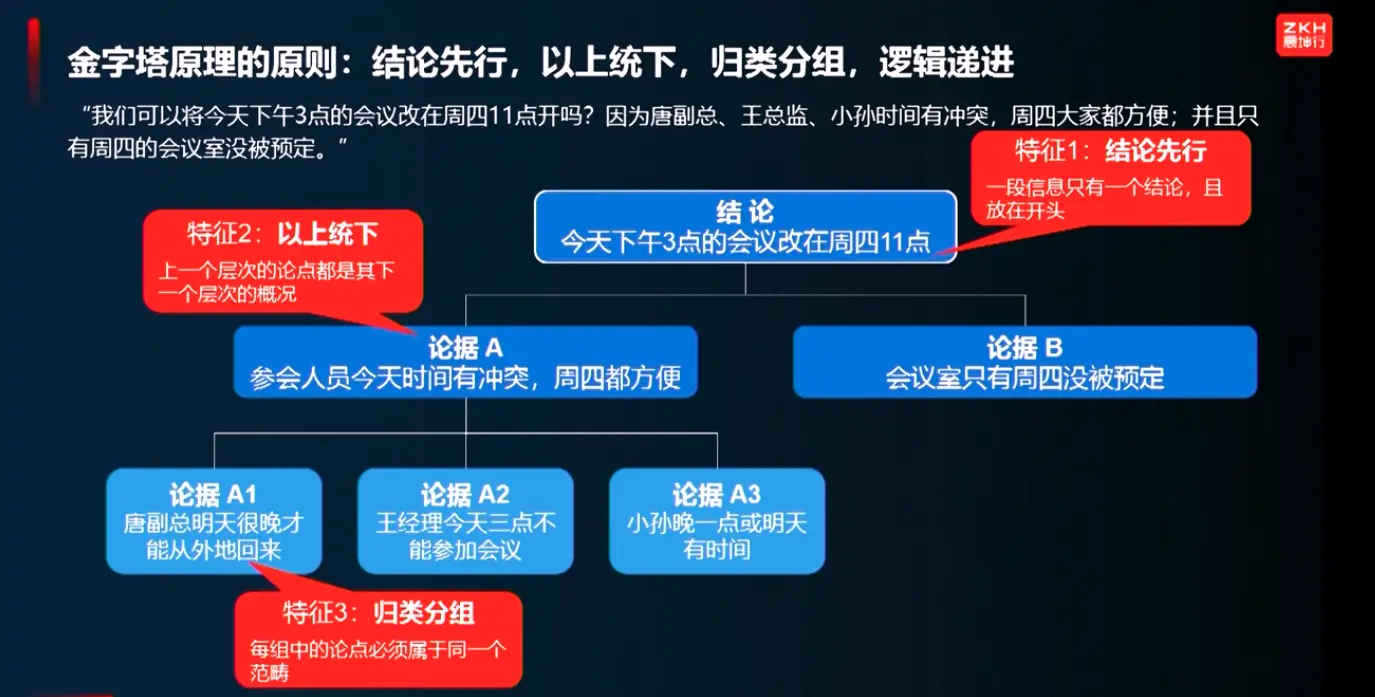 ZKH
震坤行
金字塔原理的原则：结论先行，以上统下，归类分组，逻辑递进
“我们可以将今天下午3点的会议改在周四11点开吗？因为唐副总、王总监、小孙时间有冲突，周四大家都方便；并且只
有周四的会议室没被预定。”
特征1：结论先行
一段信息只有一个结论，且
放在开头
结 论
今天下午3点的会议改在周四11点
特征2：以上统下
上一个层次的论点都是其下
一个层次的概况
论据 A
参会人员今天时间有冲突，周四都方便
论据 B
会议室只有周四没被预定
论据 A1
唐副总明天很晚才
能从外地回来
论据 A2
王经理今天三点不
能参加会议
论据 A3
小孙晚一点或明天
有时间
特征3：归类分组
每组中的论点必须属于同一个
范畴